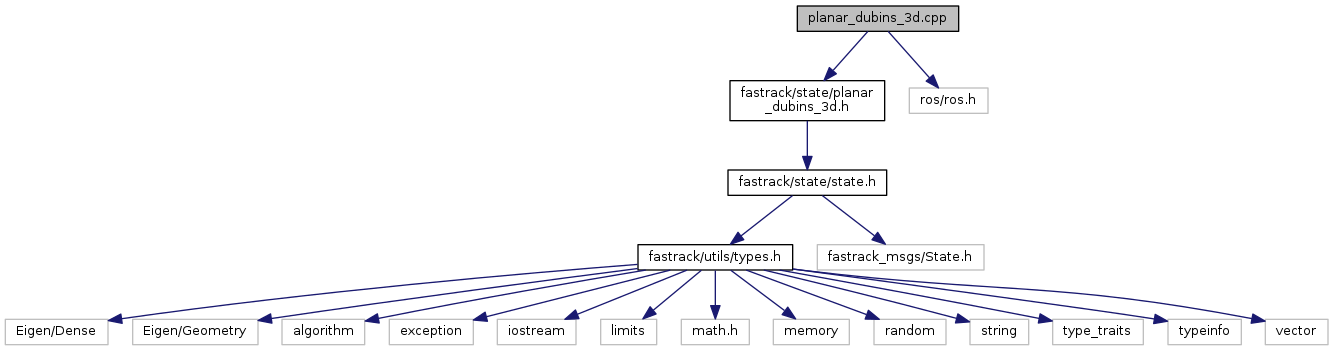 planar_dubins_3d.cpp
fastrack/state/planar
_dubins_3d.h
ros/ros.h
fastrack/state/state.h
fastrack/utils/types.h
fastrack_msgs/State.h
Eigen/Dense
Eigen/Geometry
algorithm
exception
iostream
limits
math.h
memory
random
string
type_traits
typeinfo
vector